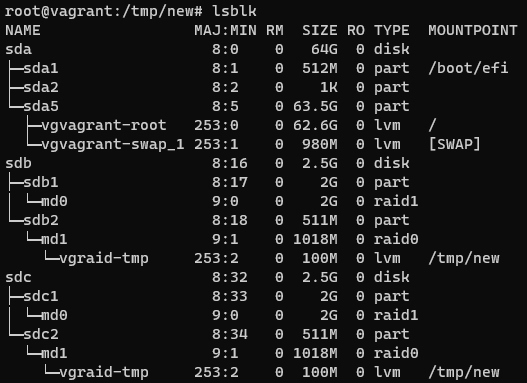 root@vagrant:/tmp/new# lsblk
NAME                 MAJ:MIN RM  SIZE RO TYPE  MOUNTPOINT
sda                    8:0    0   64G  0 disk
├─sda1                 8:1    0  512M  0 part  /boot/efi
├─sda2                 8:2    0    1K  0 part
└─sda5                 8:5    0 63.5G  0 part
  ├─vgvagrant-root   253:0    0 62.6G  0 lvm   /
  └─vgvagrant-swap_1 253:1    0  980M  0 lvm   [SWAP]
sdb                    8:16   0  2.5G  0 disk
├─sdb1                 8:17   0    2G  0 part
│ └─md0                9:0    0    2G  0 raid1
└─sdb2                 8:18   0  511M  0 part
  └─md1                9:1    0 1018M  0 raid0
    └─vgraid-tmp     253:2    0  100M  0 lvm   /tmp/new
sdc                    8:32   0  2.5G  0 disk
├─sdc1                 8:33   0    2G  0 part
│ └─md0                9:0    0    2G  0 raid1
└─sdc2                 8:34   0  511M  0 part
  └─md1                9:1    0 1018M  0 raid0
    └─vgraid-tmp     253:2    0  100M  0 lvm   /tmp/new